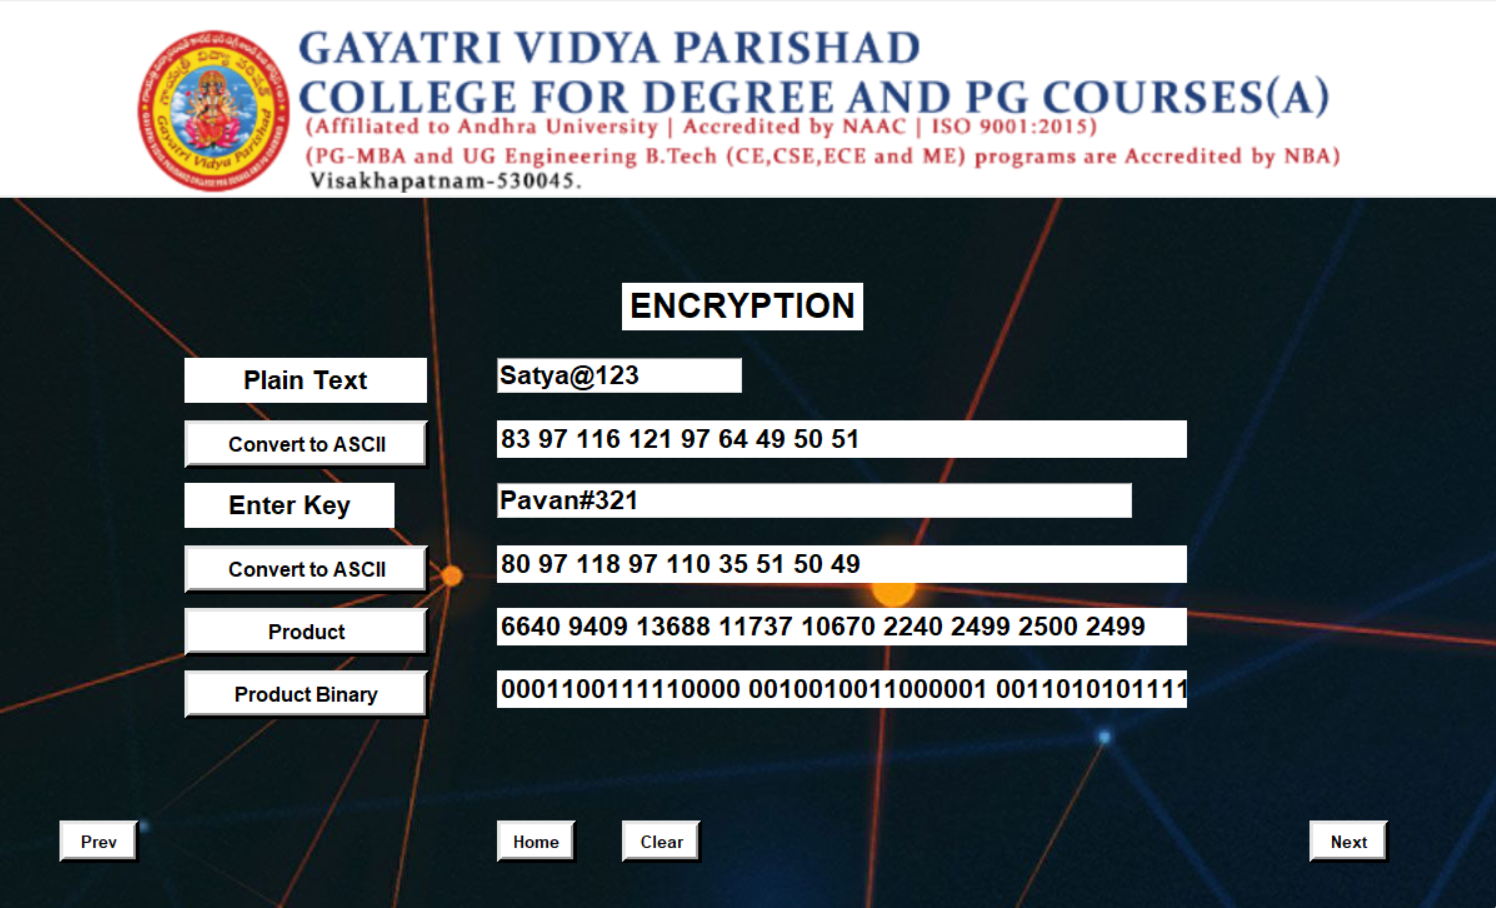 GAYATRI VIDYA PARISHAD
COLLEGE FOR DEGREE AND PG COURSES(A)
(Affiliated to Andhra University | Accredited by NAAC | ISO 9001:2015)
(PG-MBA and UG Engineering B.Tech (CE,CSE,ECE and ME) programs are Accredited by NBA)
Visakhapatnam-530045.
Gayatri Vidya Parishad
ENCRYPTION
Plain Text Satya@123
Convert to ASCII 83 97 116 121 97 64 49 50 51
Enter Key Pavan#321
Convert to ASCII 80 97 118 97 110 35 51 50 49
Product 6640 9409 13688 11737 10670 2240 2499 2500 2499
Product Binary 0001100111110000 0010010011000001 0011010101111
Prev Home Clear Next